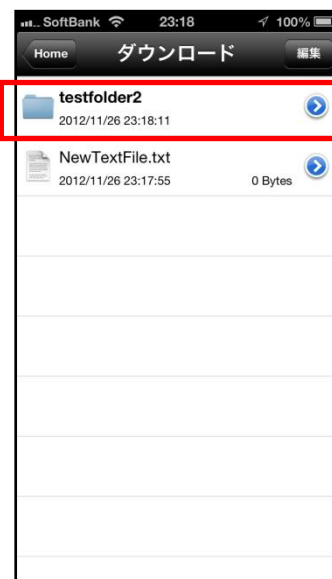 SoftBank 23:18 100%
Home ダウンロード 編集
testfolder2
2012/11/26 23:18:11
NewTextFile.txt
2012/11/26 23:17:55 0 Bytes